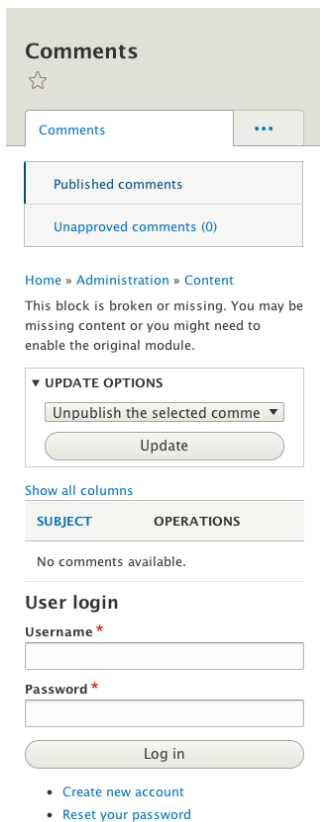 Comments
Comments
•••
Published comments
Unapproved comments (0)
Home » Administration » Content
This block is broken or missing. You may be
missing content or you might need to
enable the original module.
▼ UPDATE OPTIONS
Unpublish the selected comme ▼
Update
Show all columns
SUBJECT OPERATIONS
No comments available.
User login
Username *
Password *
Log in
• Create new account
• Reset your password